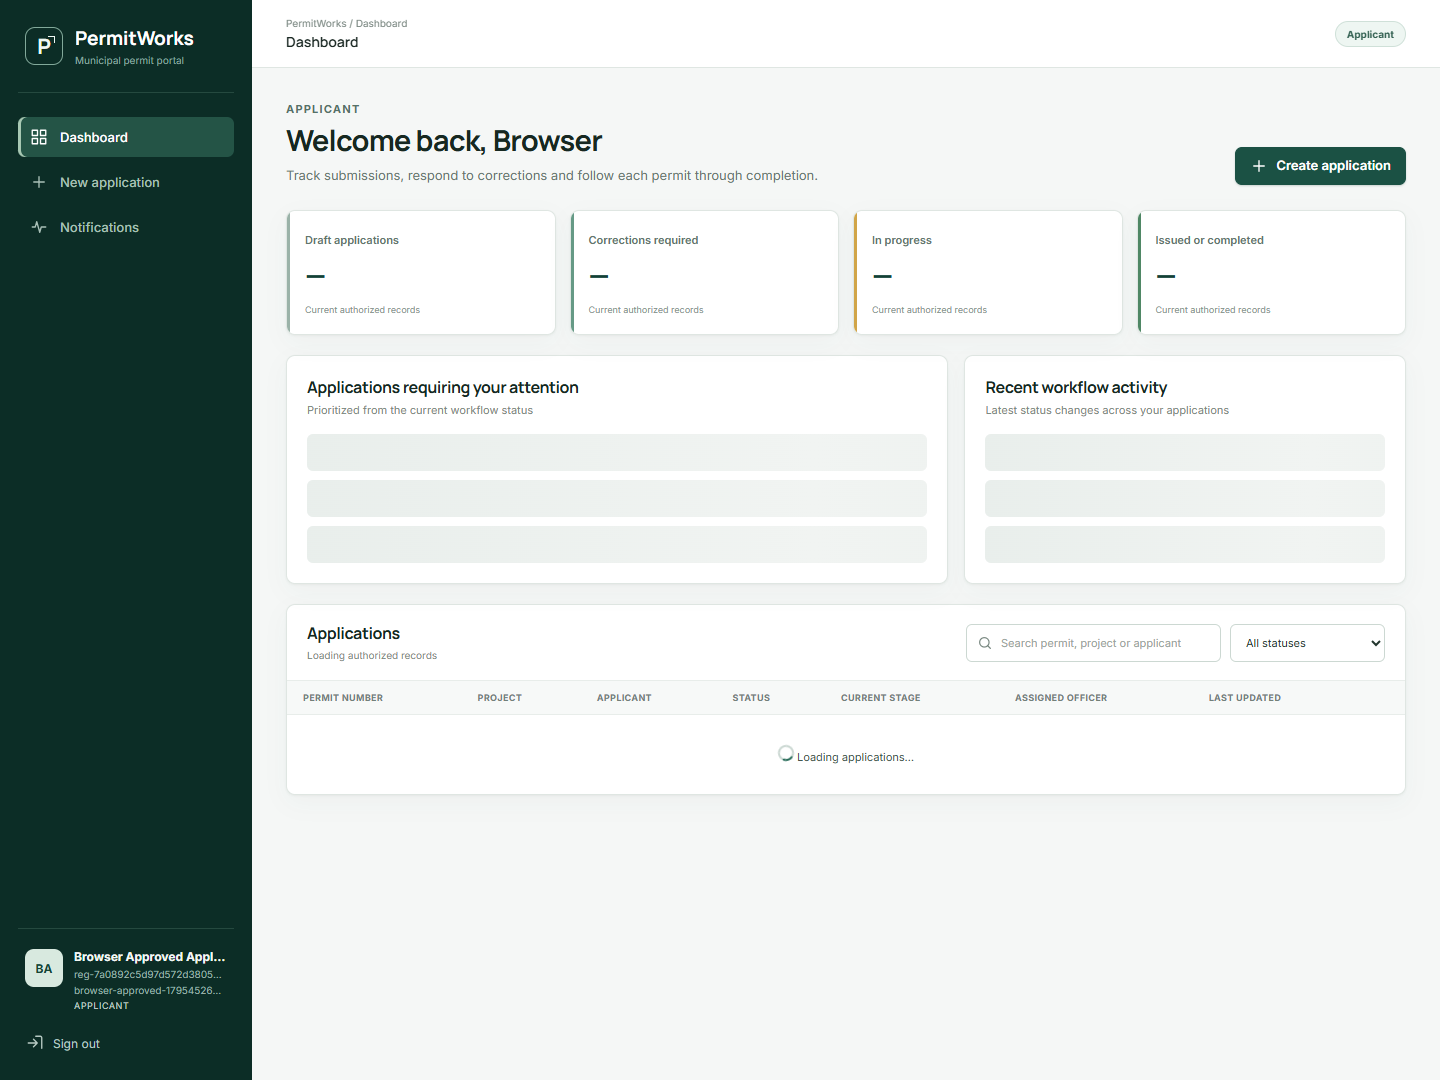 P
PermitWorks
Municipal permit portal
Dashboard
New application
Notifications
Browser Approved Appl...
BA
reg-7a0892c5d97d572d3805...
browser-approved-17954526...
APPLICANT
Sign out
PermitWorks / Dashboard
Dashboard
Applicant
APPLICANT
Welcome back, Browser
Track submissions, respond to corrections and follow each permit through completion.
Create application
Draft applications
—
Current authorized records
Corrections required
—
Current authorized records
In progress
—
Current authorized records
Issued or completed
—
Current authorized records
Applications requiring your attention
Prioritized from the current workflow status
Recent workflow activity
Latest status changes across your applications
Applications
Loading authorized records
Search permit, project or applicant
All statuses
PERMIT NUMBER PROJECT APPLICANT STATUS CURRENT STAGE ASSIGNED OFFICER LAST UPDATED
Loading applications...